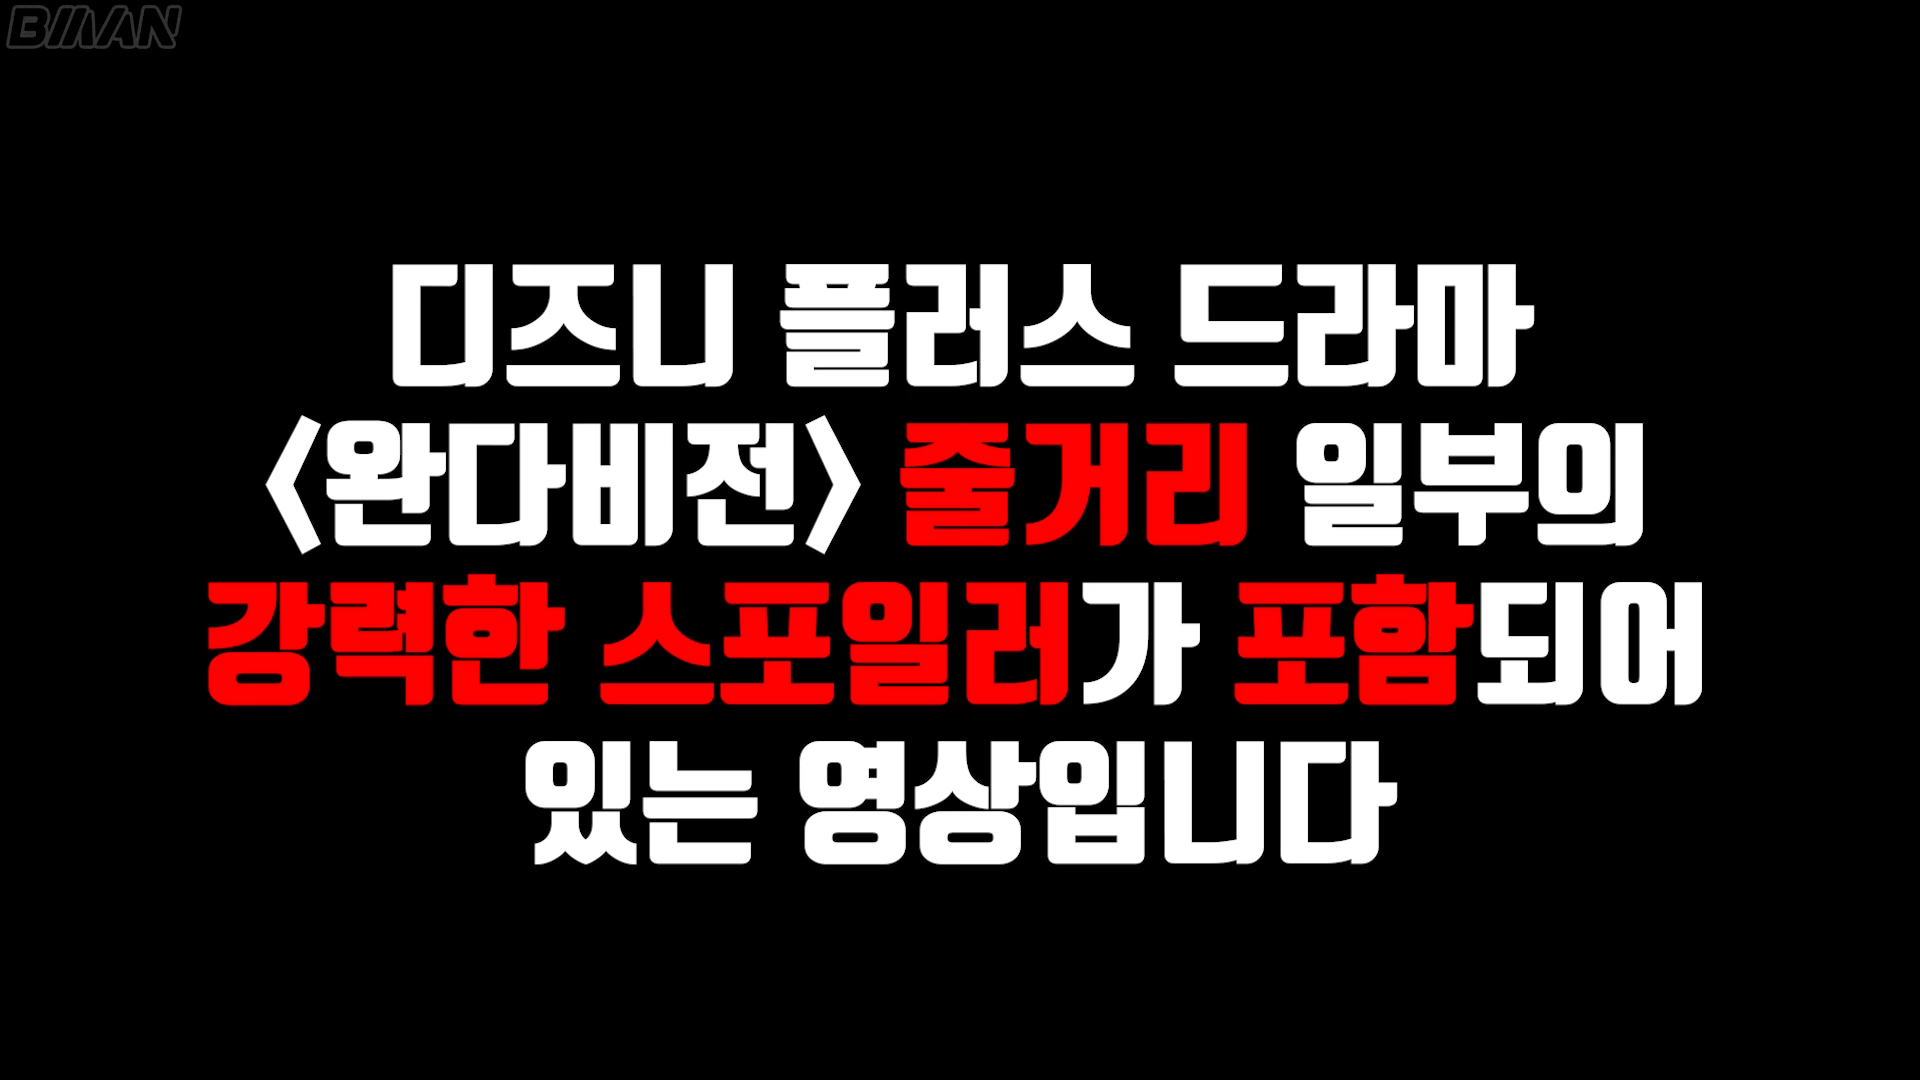 BIIVAN
디즈니 플러스 드라마
<완다비전> 줄거리 일부의
강력한 스포일러가 포함되어
있는 영상입니다